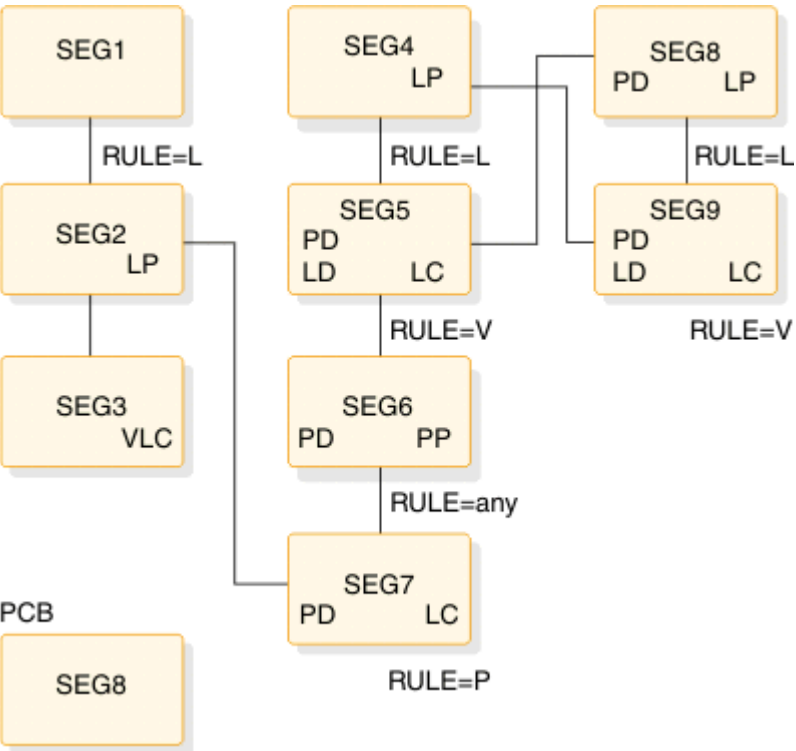 SEG1
RULE=L
SEG2
LP
SEG3
VLC
PCB
SEG8
SEG4
LP
RULE=L
SEG5
PD
LD LC
RULE=V
SEG6
PD PP
RULE=any
SEG7
PD LC
RULE=P
SEG8
PD LP
RULE=L
SEG9
PD
LD LC
RULE=V